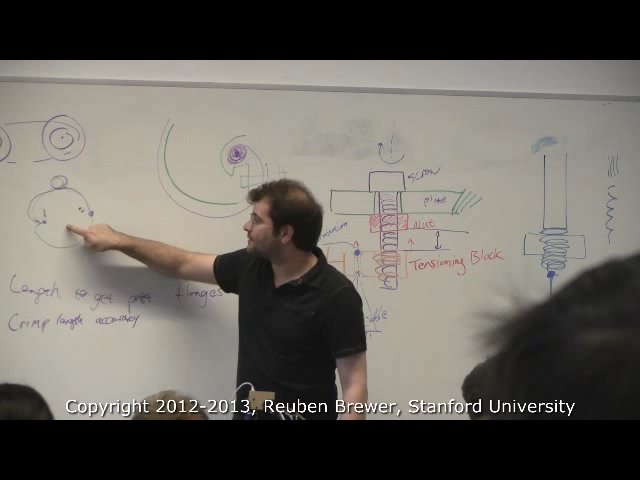 screw
plate
Nut
Tensioning Block
Length to get past flanges
Crimp length accuracy
Copyright 2012-2013, Reuben Brewer, Stanford University